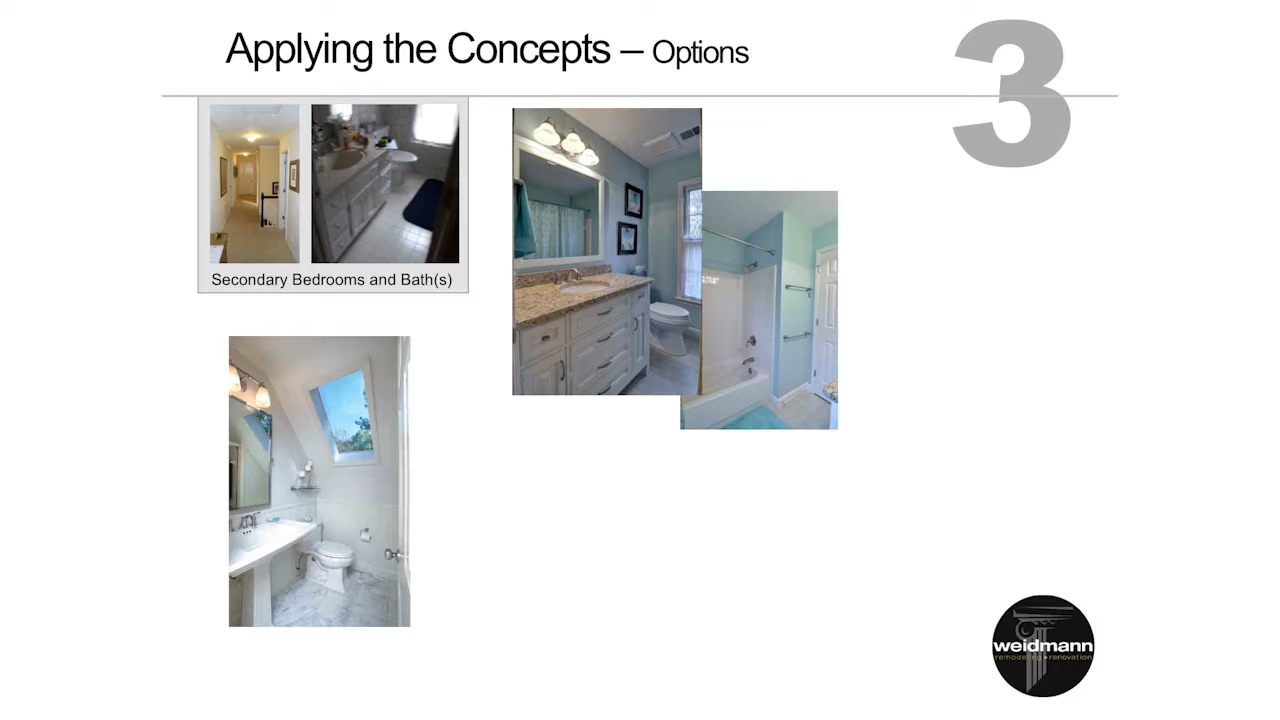 Applying the Concepts – Options
3
Secondary Bedrooms and Bath(s)
weidmann
remodeling • renovation